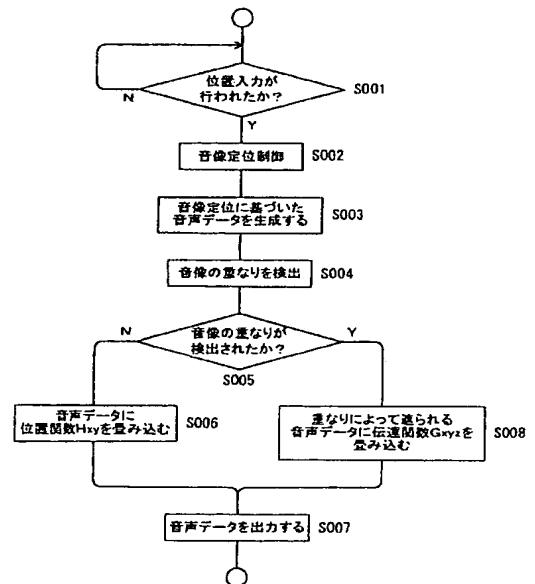 位置入力が
行われたか?
S001
N
Y
音像定位制御
S002
音像定位に基づいた
音声データを生成する
S003
音像の重なりを検出
S004
N
音像の重なりが
検出されたか?
Y
S005
音声データに
位置関数Hxyを畳み込む
S006
重なりによって遮られる
音声データに伝達関数Gxyzを
畳み込む
S008
音声データを出力する
S007